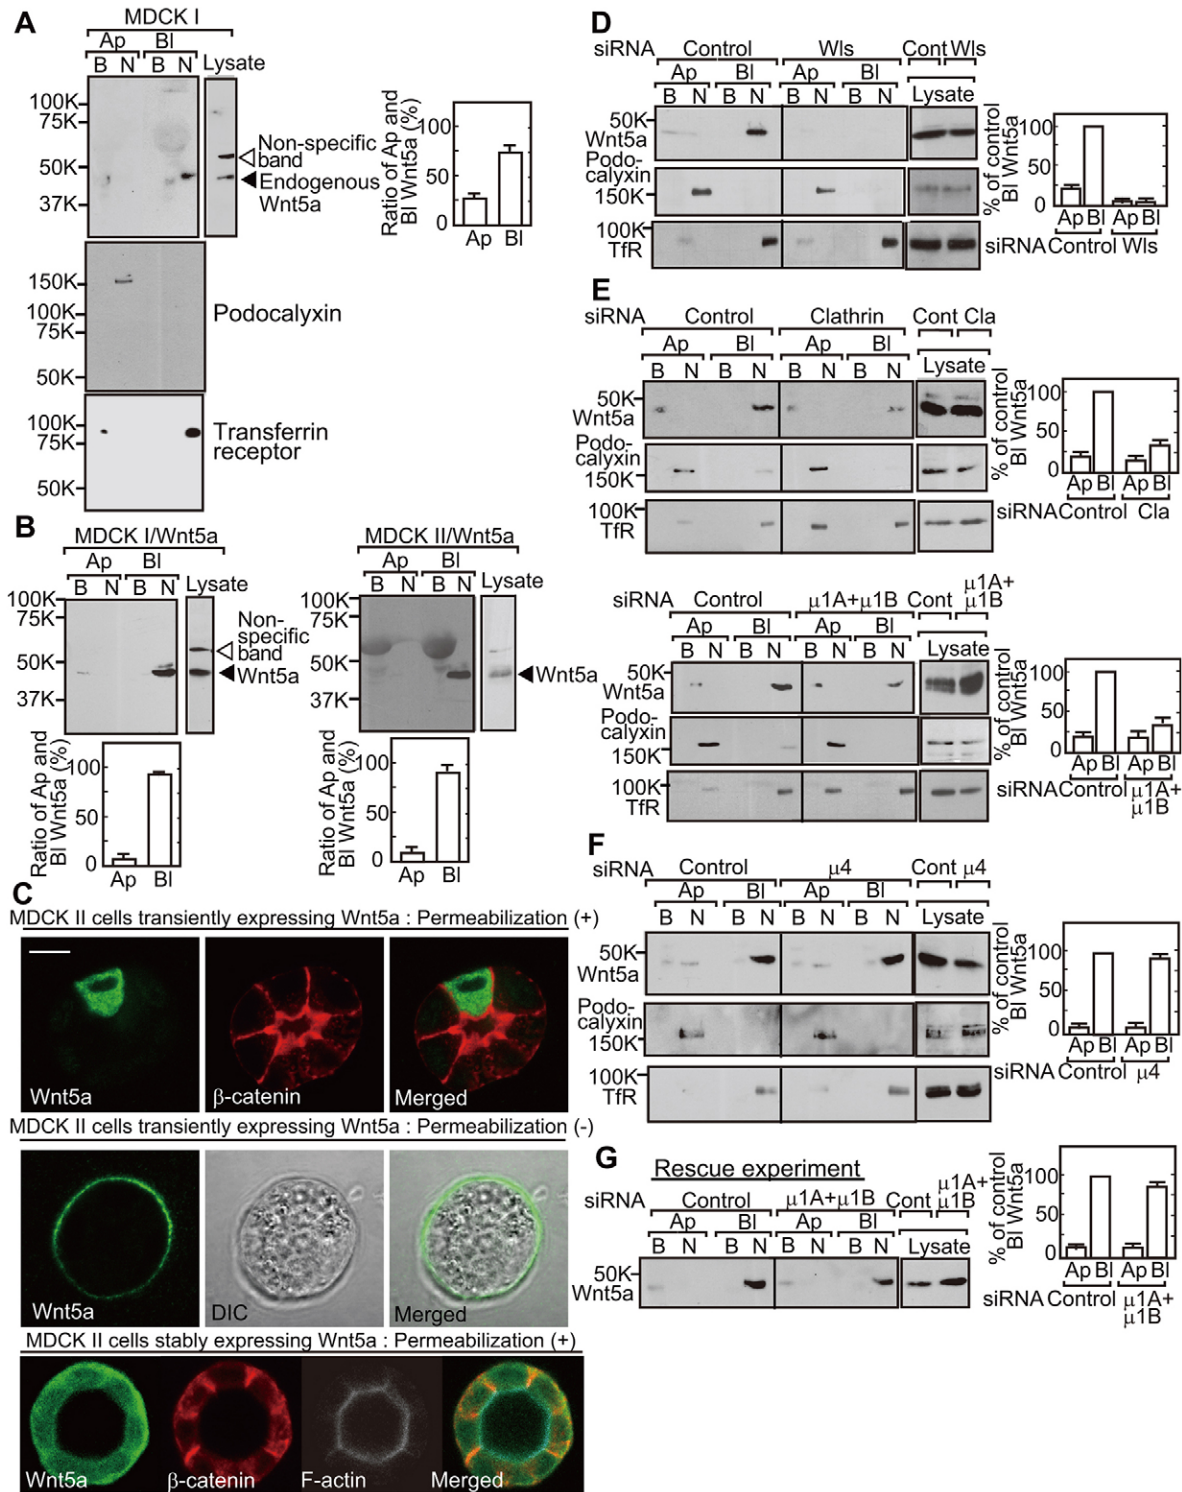 A
MDCK I
Ap Bl
B N B N Lysate
100K
75K
50K
37K
Non-specific
band
Endogenous
Wnt5a
Ratio of Ap and
Bl Wnt5a (%)
100
50
0
Ap Bl
150K
100K
75K
50K
Podocalyxin
100K
75K
50K
Transferrin
receptor
B
MDCK I/Wnt5a
Ap Bl
B N B N Lysate
100K
75K
50K
37K
Non-
specific
band
Wnt5a
Ratio of Ap and
Bl Wnt5a (%)
100
50
0
Ap Bl
MDCK II/Wnt5a
Ap Bl
B N B N Lysate
100K
75K
50K
37K
Wnt5a
Ratio of Ap and
Bl Wnt5a (%)
100
50
0
Ap Bl
C
MDCK II cells transiently expressing Wnt5a : Permeabilization (+)
Wnt5a β-catenin Merged
MDCK II cells transiently expressing Wnt5a : Permeabilization (-)
Wnt5a DIC Merged
MDCK II cells stably expressing Wnt5a : Permeabilization (+)
Wnt5a β-catenin F-actin Merged
D
siRNA Control Wls Cont Wls
Ap Bl Ap Bl
B N B N B N B N Lysate
50K
Wnt5a
Podo-
calyxin
150K
100K
TfR
% of control
Bl Wnt5a
100
50
0
Ap Bl Ap Bl
siRNA Control Wls
E
siRNA Control Clathrin Cont Cla
Ap Bl Ap Bl
B N B N B N B N Lysate
50K
Wnt5a
Podo-
calyxin
150K
100K
TfR
% of control
Bl Wnt5a
100
50
0
Ap Bl Ap Bl
siRNA Control Cla
siRNA Control μ1A+μ1B Cont μ1A+
μ1B
Ap Bl Ap Bl
B N B N B N B N Lysate
50K
Wnt5a
Podo-
calyxin
150K
100K
TfR
% of control
Bl Wnt5a
100
50
0
Ap Bl Ap Bl
siRNA Control μ1A+
μ1B
F
siRNA Control μ4 Cont μ4
Ap Bl Ap Bl
B N B N B N B N Lysate
50K
Wnt5a
Podo-
calyxin
150K
100K
TfR
% of control
Bl Wnt5a
100
50
0
Ap Bl Ap Bl
siRNA Control μ4
G
Rescue experiment
siRNA Control μ1A+μ1B Cont μ1A+
μ1B
Ap Bl Ap Bl
B N B N B N B N Lysate
50K
Wnt5a
% of control
Bl Wnt5a
100
50
0
Ap Bl Ap Bl
siRNA Control μ1A+
μ1B